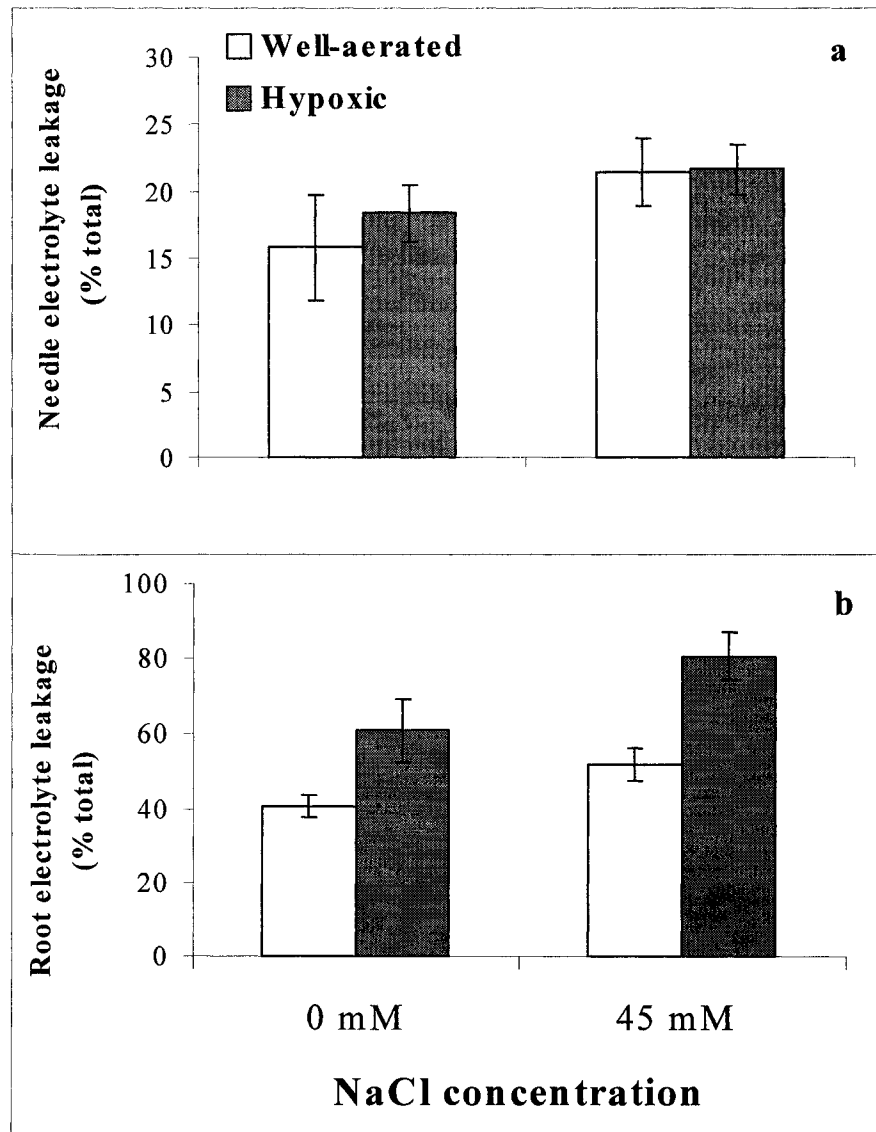 Well-aerated
Hypoxic
a
30
25
20
15
10
5
0
Needle electrolyte leakage
(% total)
b
100
80
60
40
20
0
Root electrolyte leakage
(% total)
0 mM
45 mM
NaCl concentration